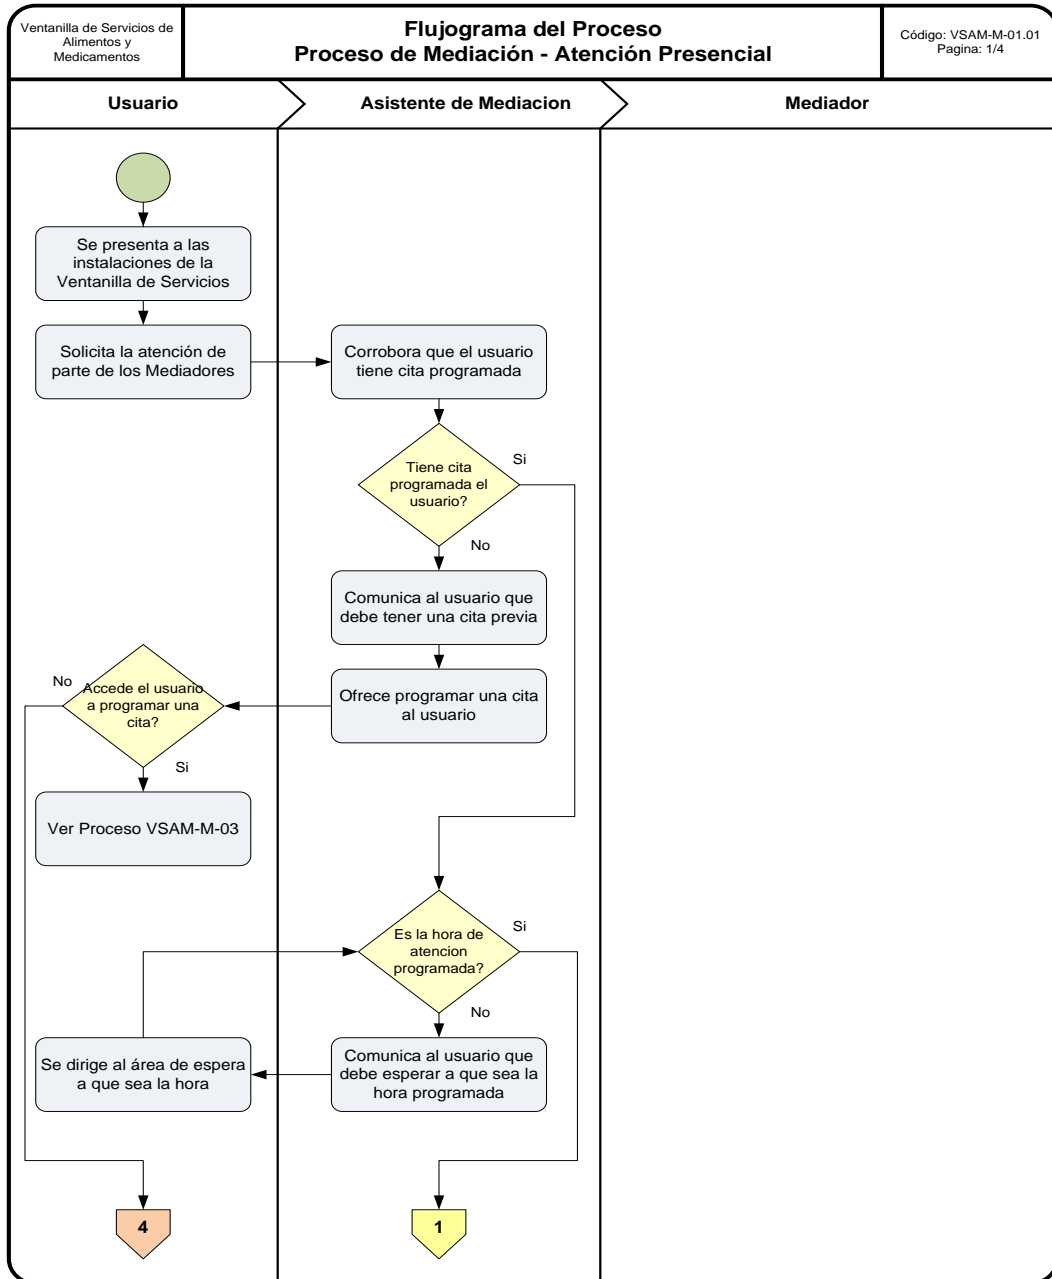 Ventanilla de Servicios de
Alimentos y
Medicamentos
Flujograma del Proceso
Proceso de Mediación - Atención Presencial
Código: VSAM-M-01.01
Pagina: 1/4
Usuario
Asistente de Mediacion
Mediador
Se presenta a las
instalaciones de la
Ventanilla de Servicios
Solicita la atención de
parte de los Mediadores
Corrobora que el usuario
tiene cita programada
Tiene cita
programada el
usuario?
Si
No
Comunica al usuario que
debe tener una cita previa
Ofrece programar una cita
al usuario
Accede el usuario
a programar una
cita?
No
Si
Ver Proceso VSAM-M-03
Es la hora de
atencion
programada?
Si
No
Comunica al usuario que
debe esperar a que sea la
hora programada
Se dirige al área de espera
a que sea la hora
4
1